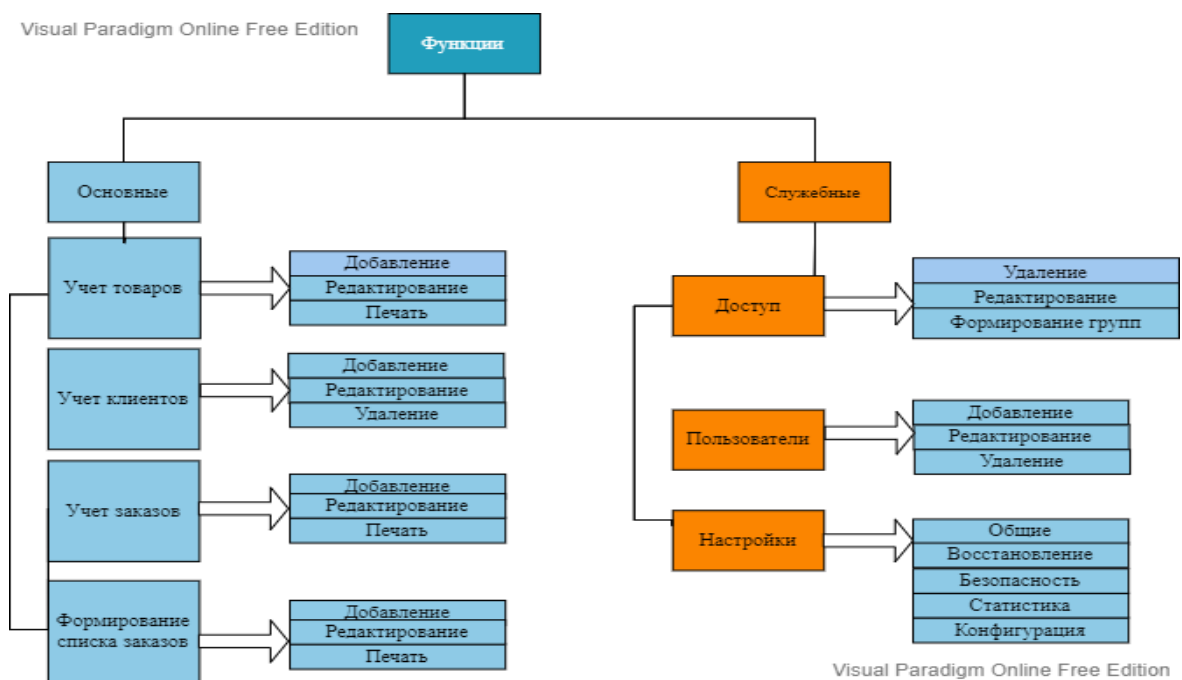 Visual Paradigm Online Free Edition
Функции
Основные
Учет товаров
Добавление
Редактирование
Печать
Учет клиентов
Добавление
Редактирование
Удаление
Учет заказов
Добавление
Редактирование
Печать
Формирование
списка заказов
Добавление
Редактирование
Печать
Служебные
Доступ
Удаление
Редактирование
Формирование групп
Пользователи
Добавление
Редактирование
Удаление
Настройки
Общие
Восстановление
Безопасность
Статистика
Конфигурация
Visual Paradigm Online Free Edition